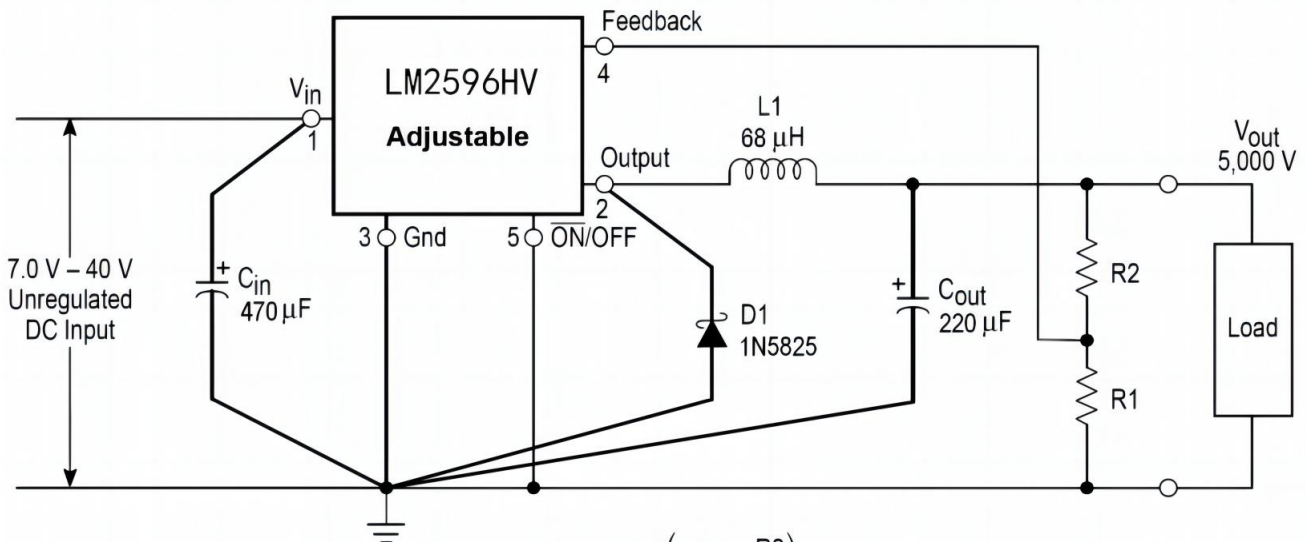 Feedback
4
LM2596HV
Adjustable
Vin
1
L1
68 μH
Output
2
Vout
5,000 V
3 Gnd
5 ON/OFF
7.0 V – 40 V
Unregulated
DC Input
+
Cin
470 μF
D1
1N5825
+
Cout
220 μF
R2
Load
R1